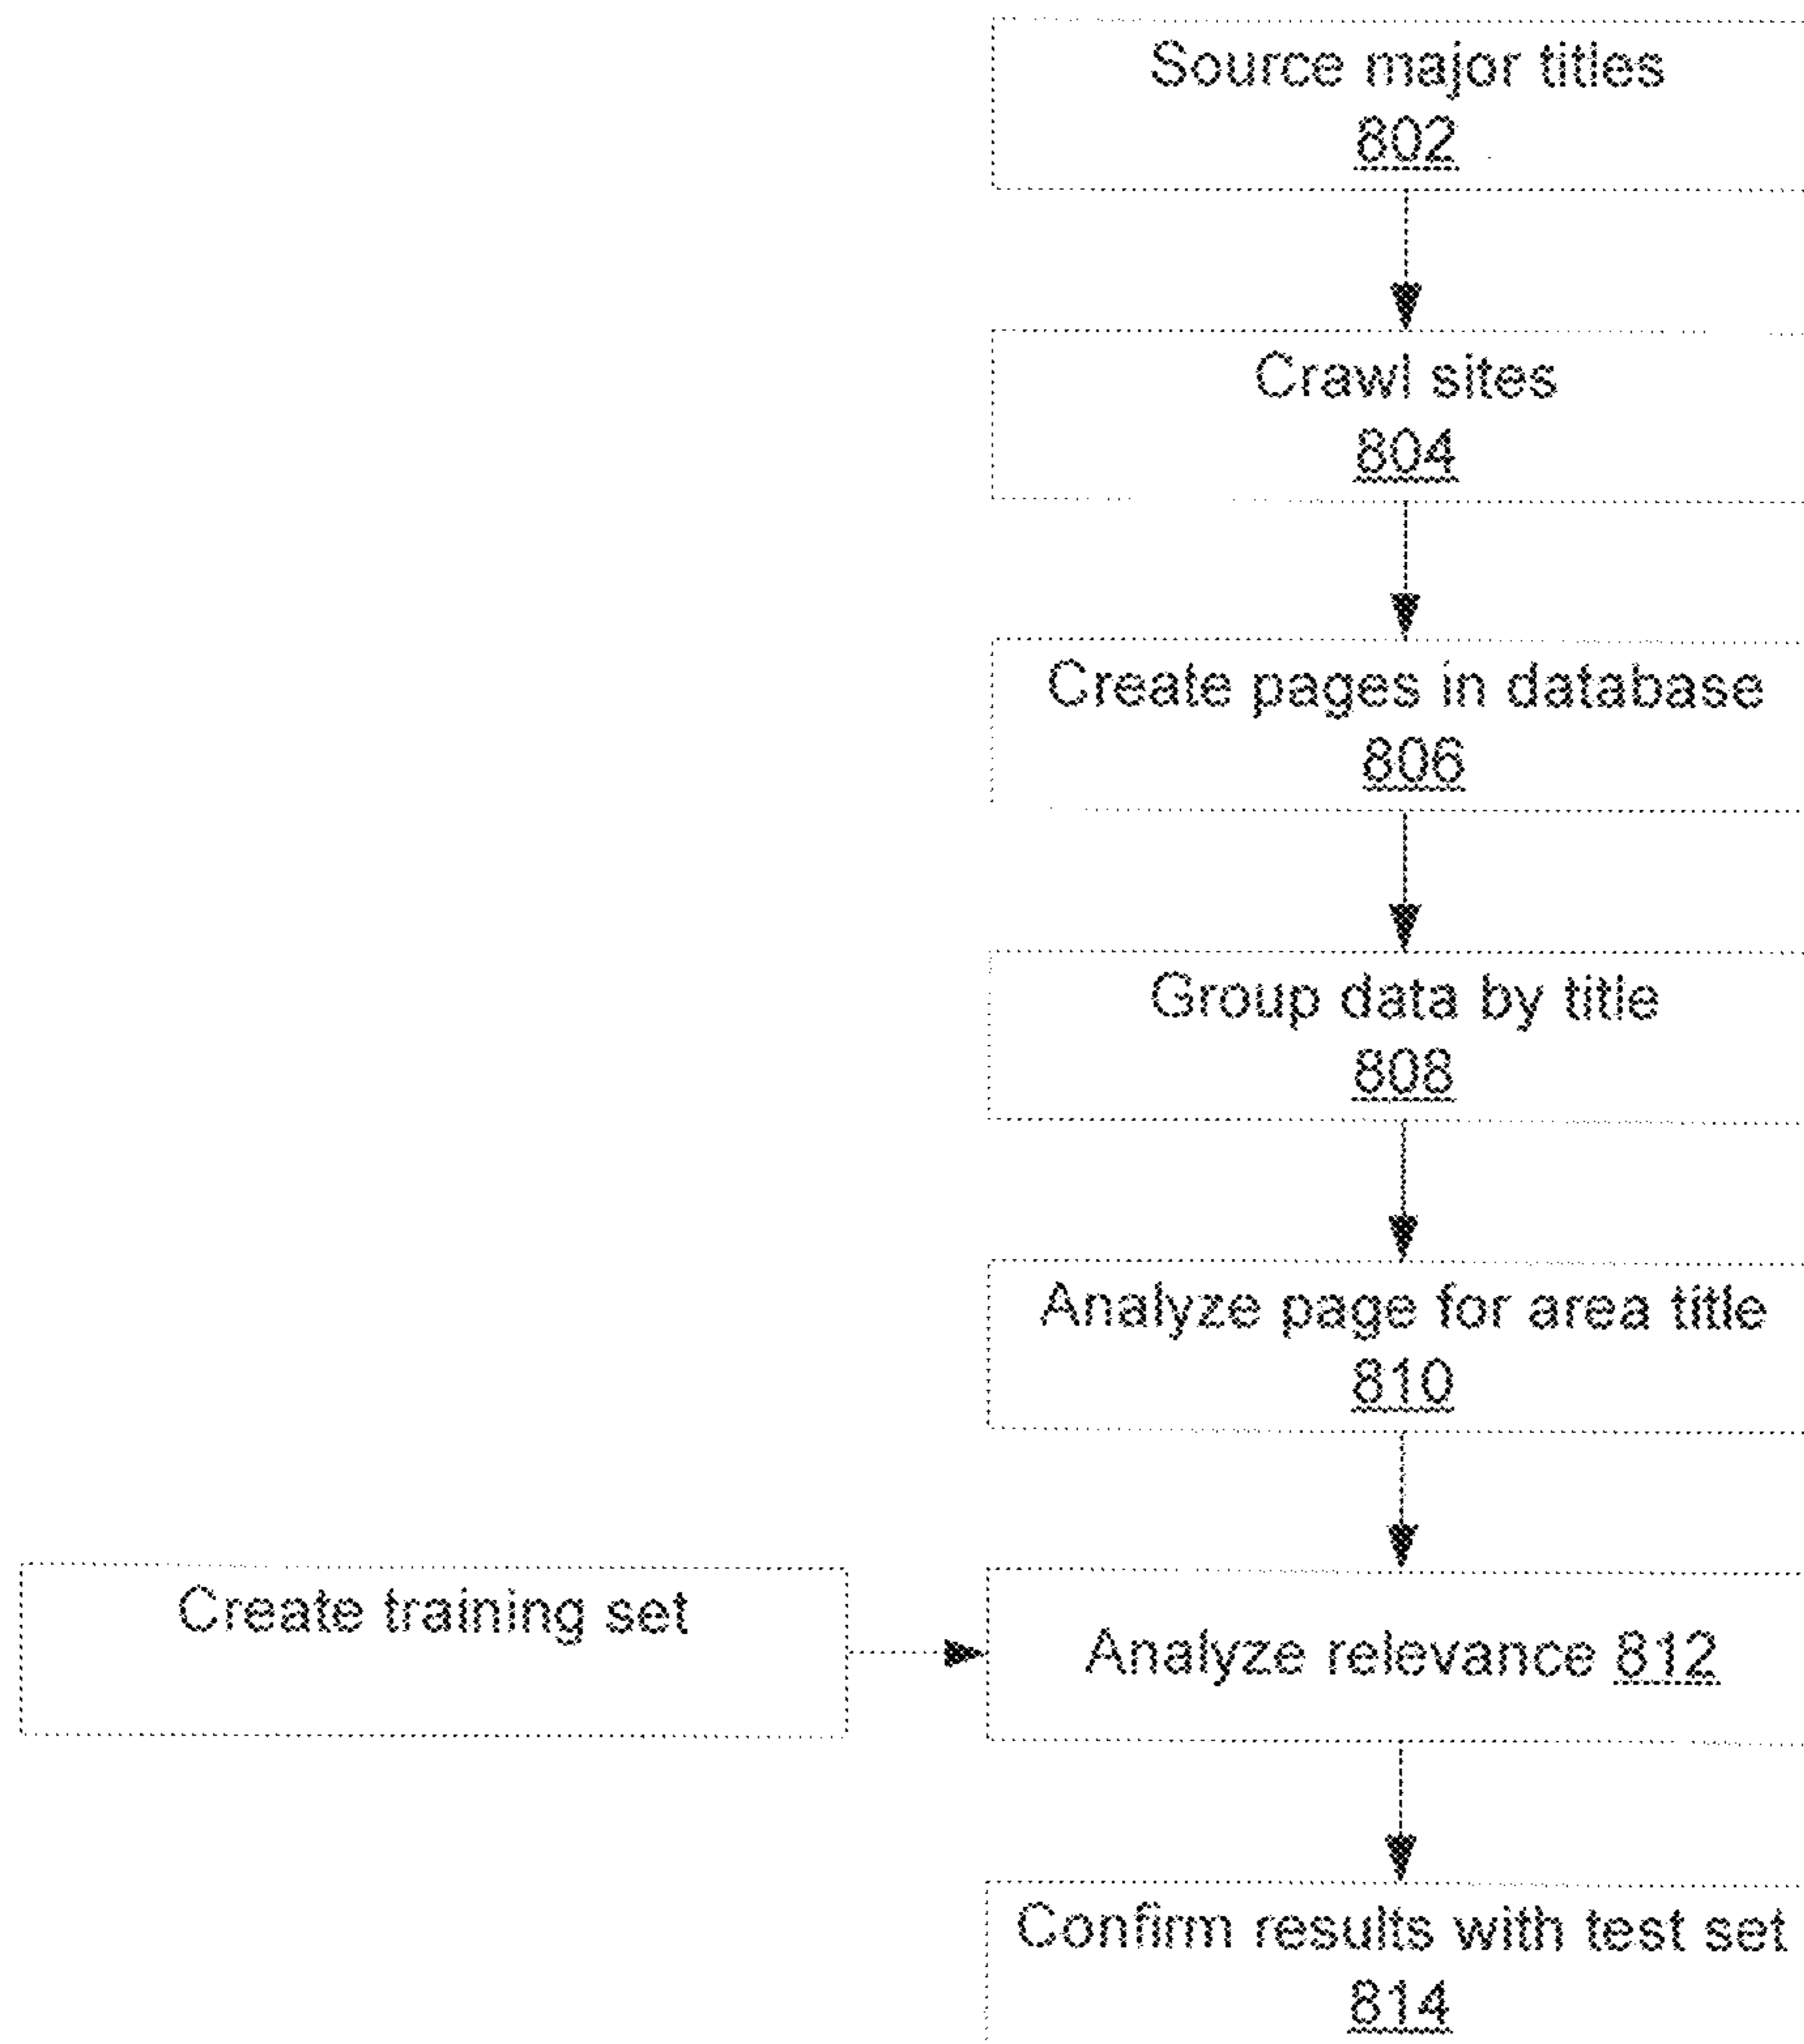 Source major titles
802
Crawl sites
804
Create pages in database
806
Group data by title
808
Analyze page for area title
810
Create training set
Analyze relevance 812
Confirm results with test set
814